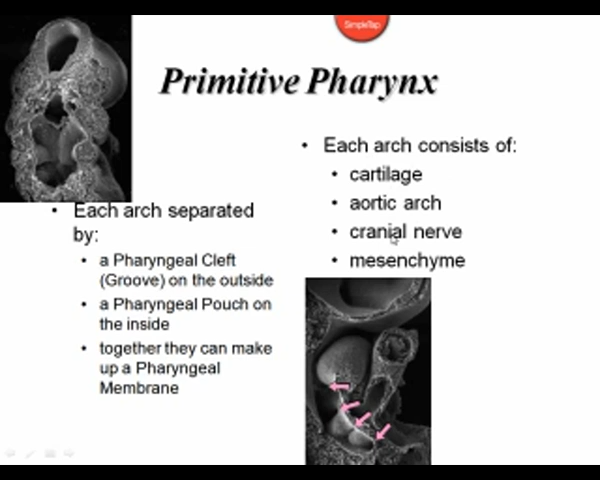 SimpleTap
Primitive Pharynx
• Each arch separated
by:
• a Pharyngeal Cleft
(Groove) on the outside
• a Pharyngeal Pouch on
the inside
• together they can make
up a Pharyngeal
Membrane
• Each arch consists of:
• cartilage
• aortic arch
• cranial nerve
• mesenchyme